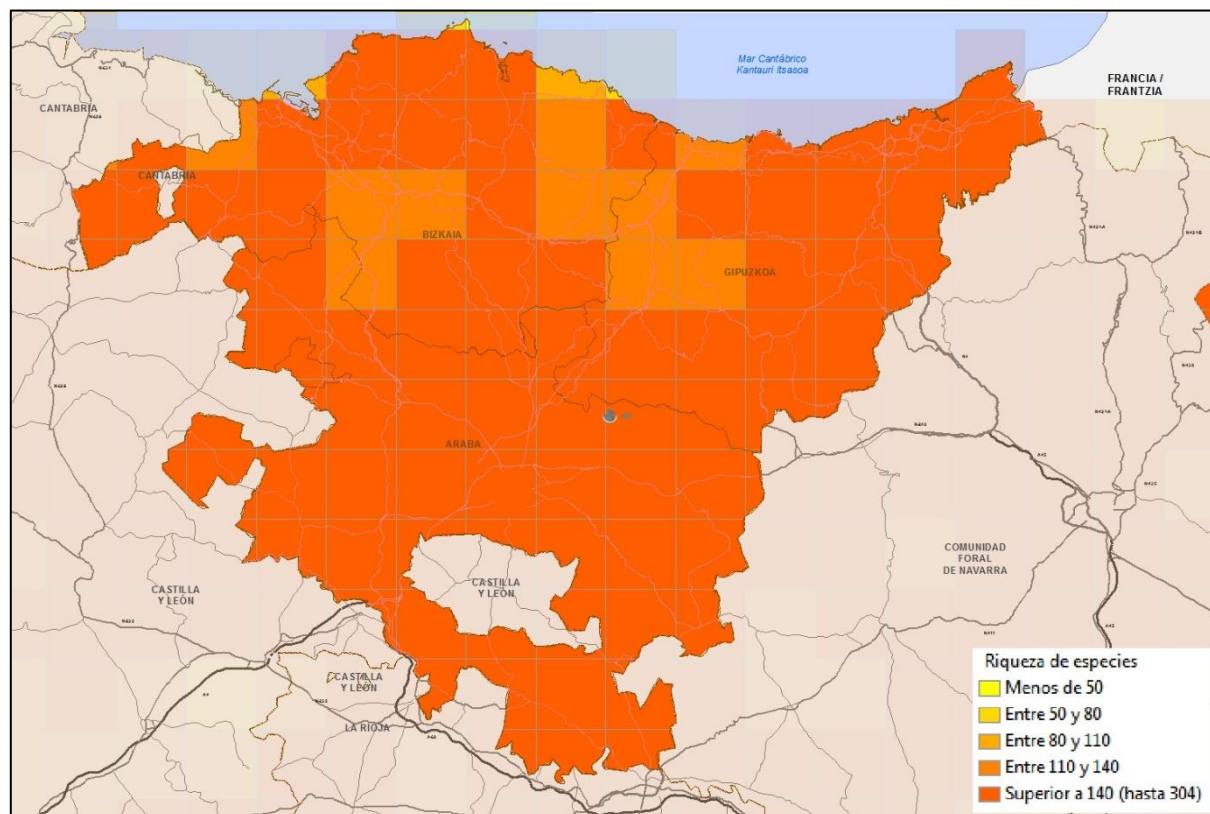 Mar Cantábrico
Kantauri Itsasoa
FRANCIA /
FRANTZIA
CANTABRIA
CANTABRIA
BIZKAIA
GIPUZKOA
ARABA
COMUNIDAD
FORAL
DE NAVARRA
CASTILLA
Y LEÓN
CASTILLA
Y LEÓN
CASTILLA
Y LEÓN
LA RIOJA
Riqueza de especies
Menos de 50
Entre 50 y 80
Entre 80 y 110
Entre 110 y 140
Superior a 140 (hasta 304)